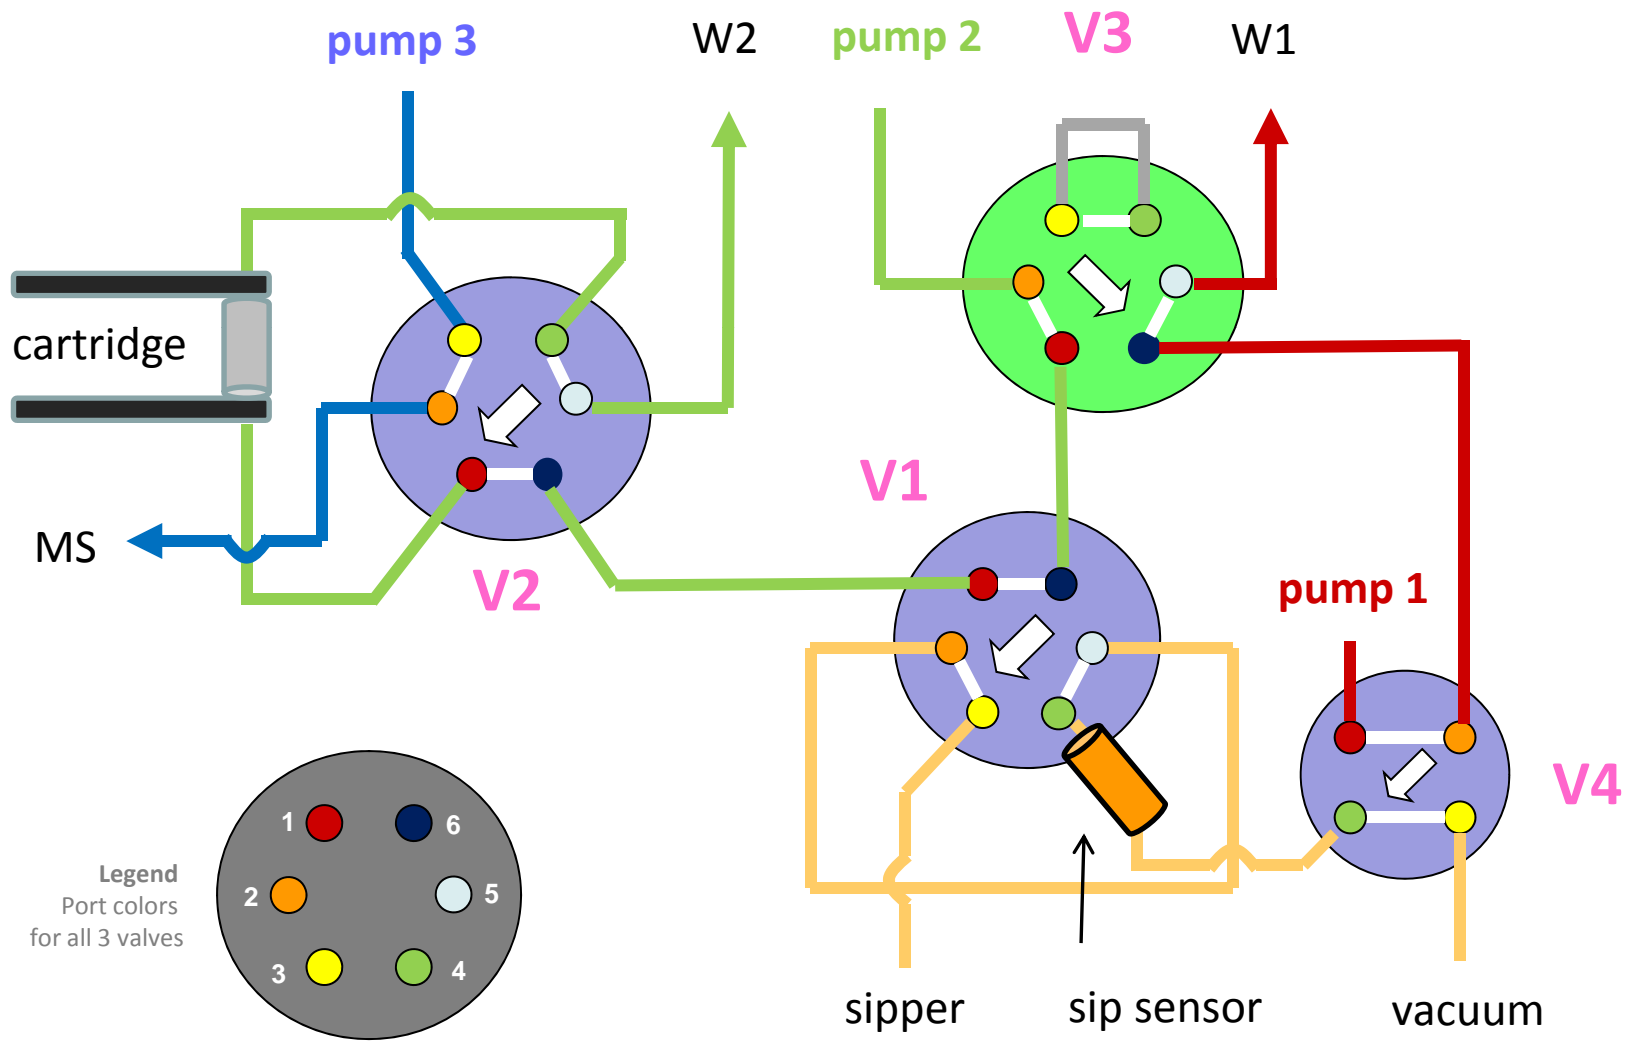 pump 3
W2
pump 2
V3
W1
cartridge
V1
MS
V2
pump 1
V4
1
6
Legend
Port colors
for all 3 valves
2
5
3
4
sipper
sip sensor
vacuum